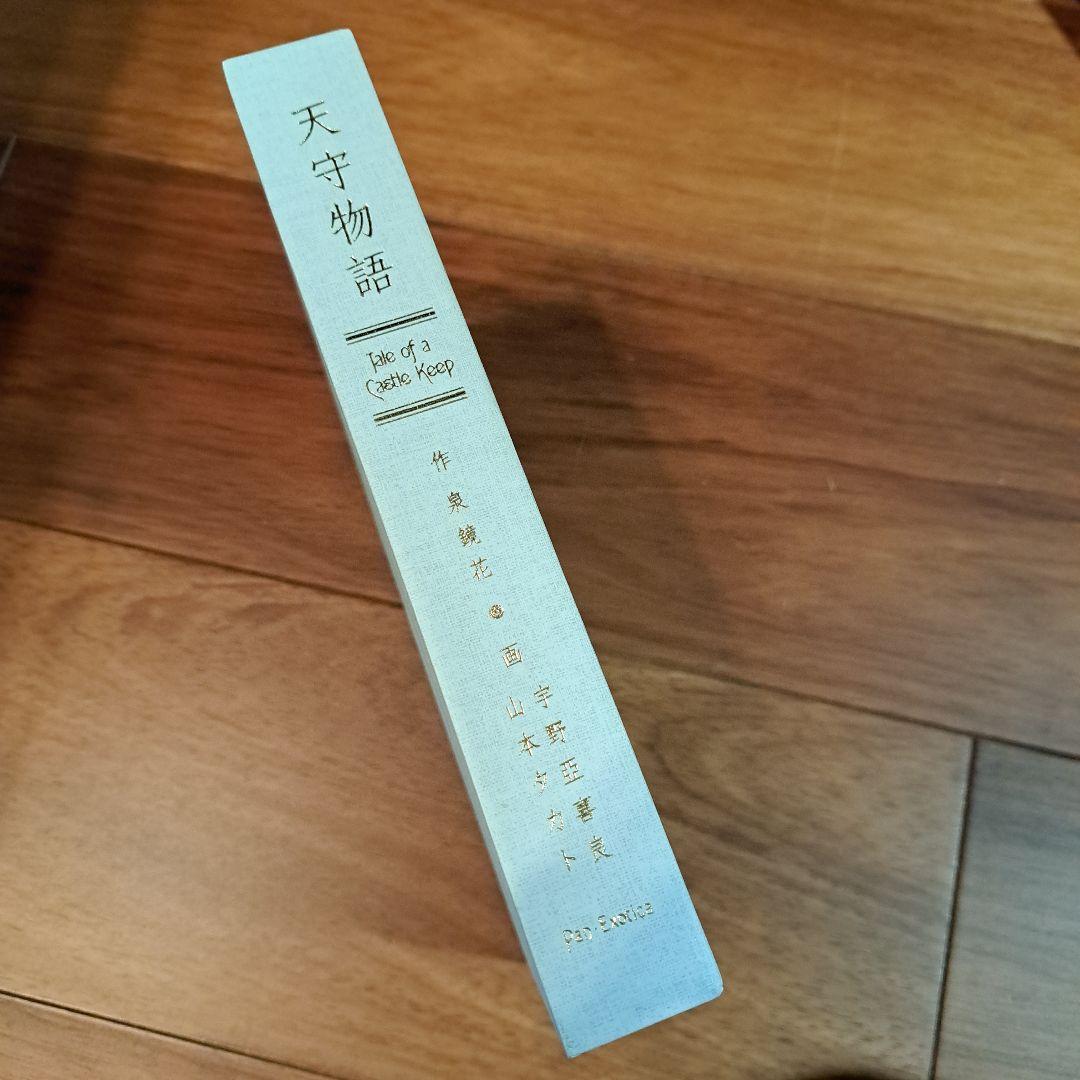 天守物語
Tale of a
Castle Keep
作 泉鏡花
画 宇野亞喜良
山本タカト
Pan-Exotica